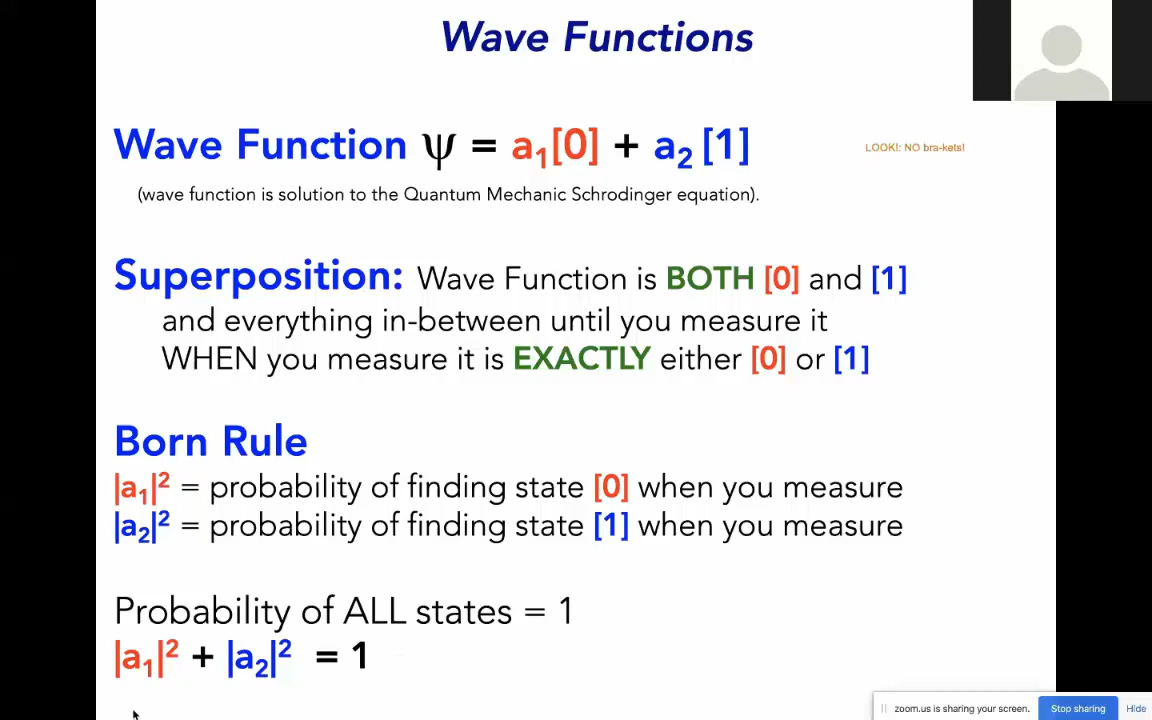 Wave Functions
Wave Function ψ = a₁[0] + a₂ [1]
LOOK!: NO bra-kets!
(wave function is solution to the Quantum Mechanic Schrodinger equation).
Superposition: Wave Function is BOTH [0] and [1]
and everything in-between until you measure it
WHEN you measure it is EXACTLY either [0] or [1]
Born Rule
|a₁|² = probability of finding state [0] when you measure
|a₂|² = probability of finding state [1] when you measure
Probability of ALL states = 1
|a₁|² + |a₂|² = 1
zoom.us is sharing your screen. Stop sharing Hide